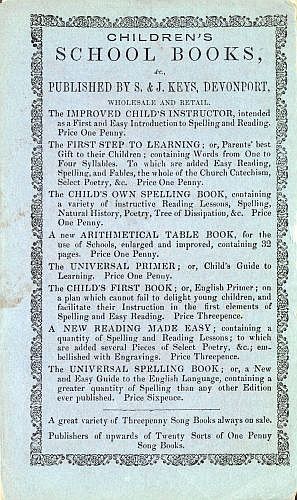 CHILDREN'S
SCHOOL BOOKS,
&c.,
PUBLISHED BY S. & J. KEYS, DEVONPORT,
WHOLESALE AND RETAIL.
The IMPROVED CHILD'S INSTRUCTOR, intended
as a First and Easy Introduction to Spelling and Reading.
Price One Penny.
The FIRST STEP TO LEARNING; or, Parents' best
Gift to their Children; containing Words from One to
Four Syllables. To which are added Easy Reading,
Spelling, and Fables, the whole of the Church Catechism,
Select Poetry, &c. Price One Penny.
The CHILD'S OWN SPELLING BOOK, containing
a variety of instructive Reading Lessons, Spelling,
Natural History, Poetry, Tree of Dissipation, &c. Price
One Penny.
A new ARITHMETICAL TABLE BOOK, for the
use of Schools, enlarged and improved, containing 32
pages. Price One Penny.
The UNIVERSAL PRIMER; or, Child's Guide to
Learning. Price One Penny.
The CHILD'S FIRST BOOK; or, English Primer; on
a plan which cannot fail to delight young children, and
facilitate their Instruction in the first elements of
Spelling and Easy Reading. Price Threepence.
A NEW READING MADE EASY; containing a
quantity of Spelling and Reading Lessons; to which
are added several Pieces of Select Poetry, &c.; em-
bellished with Engravings. Price Threepence.
The UNIVERSAL SPELLING BOOK; or, a New
and Easy Guide to the English Language, containing a
greater quantity of Spelling than any other Edition
ever published. Price Sixpence.
A great variety of Threepenny Song Books always on sale.
Publishers of upwards of Twenty Sorts of One Penny
Song Books.